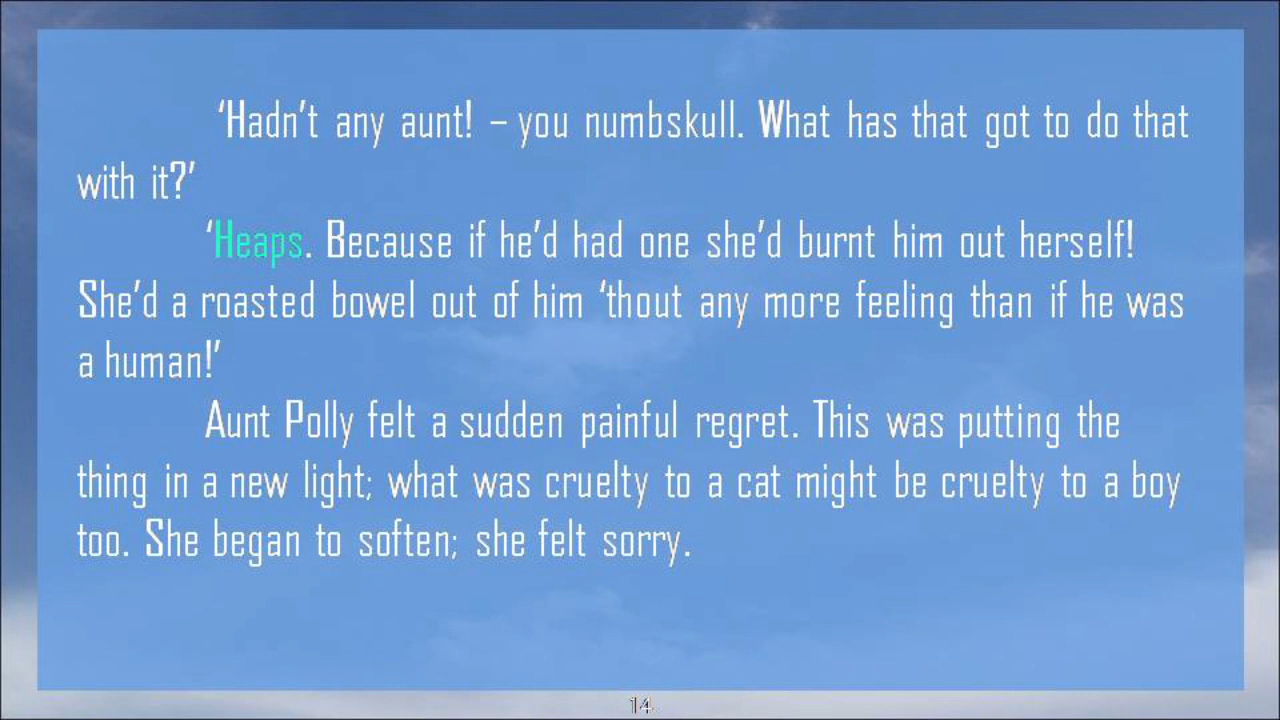 ‘Hadn’t any aunt! – you numbskull. What has that got to do that
with it?’
‘Heaps. Because if he’d had one she’d burnt him out herself!
She’d a roasted bowel out of him ‘thout any more feeling than if he was
a human!’
Aunt Polly felt a sudden painful regret. This was putting the
thing in a new light; what was cruelty to a cat might be cruelty to a boy
too. She began to soften; she felt sorry.
14